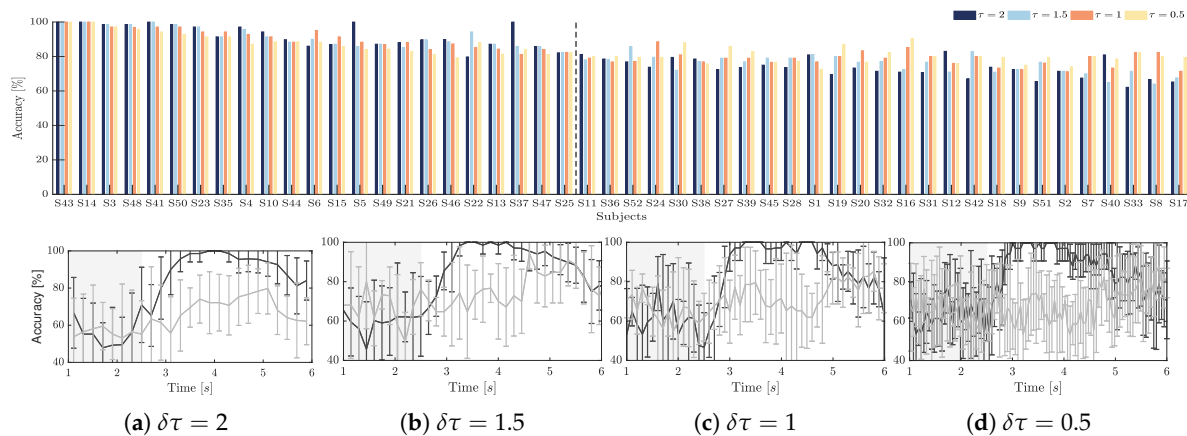 τ = 2 τ = 1.5 τ = 1 τ = 0.5
Accuracy [%]
100
80
60
40
20
0
S43 S14 S3 S48 S41 S50 S23 S35 S4 S10 S44 S6 S15 S5 S49 S21 S26 S46 S22 S13 S37 S47 S25 S11 S36 S52 S24 S30 S38 S27 S39 S45 S28 S1 S19 S20 S32 S16 S31 S12 S42 S18 S9 S51 S2 S7 S40 S33 S8 S17
Subjects
Accuracy [%]
100
80
60
40
1 2 3 4 5 6
Time [s]
100
80
60
40
1 2 3 4 5 6
Time [s]
100
80
60
40
1 2 3 4 5 6
Time [s]
100
80
60
40
1 2 3 4 5 6
Time [s]
(a) δτ = 2 (b) δτ = 1.5 (c) δτ = 1 (d) δτ = 0.5